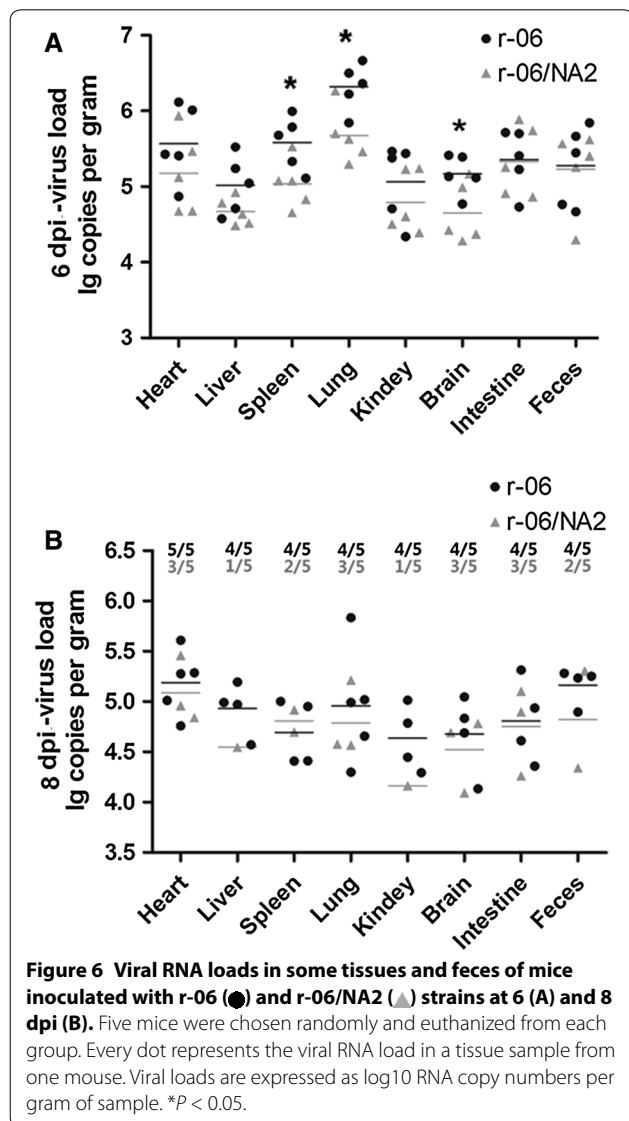 A
r-06
r-06/NA2
7
6
5
4
3
6 dpi-virus load
lg copies per gram
* * *
Heart Liver Spleen Lung Kindey Brain Intestine Feces
r-06
r-06/NA2
B
5/5 4/5 4/5 4/5 4/5 4/5 4/5 4/5
3/5 1/5 2/5 3/5 1/5 3/5 3/5 2/5
6.5
6.0
5.5
5.0
4.5
4.0
3.5
8 dpi-virus load
lg copies per gram
Heart Liver Spleen Lung Kindey Brain Intestine Feces
Figure 6 Viral RNA loads in some tissues and feces of mice
inoculated with r-06 (●) and r-06/NA2 (▲) strains at 6 (A) and 8
dpi (B). Five mice were chosen randomly and euthanized from each
group. Every dot represents the viral RNA load in a tissue sample from
one mouse. Viral loads are expressed as log10 RNA copy numbers per
gram of sample. *P < 0.05.